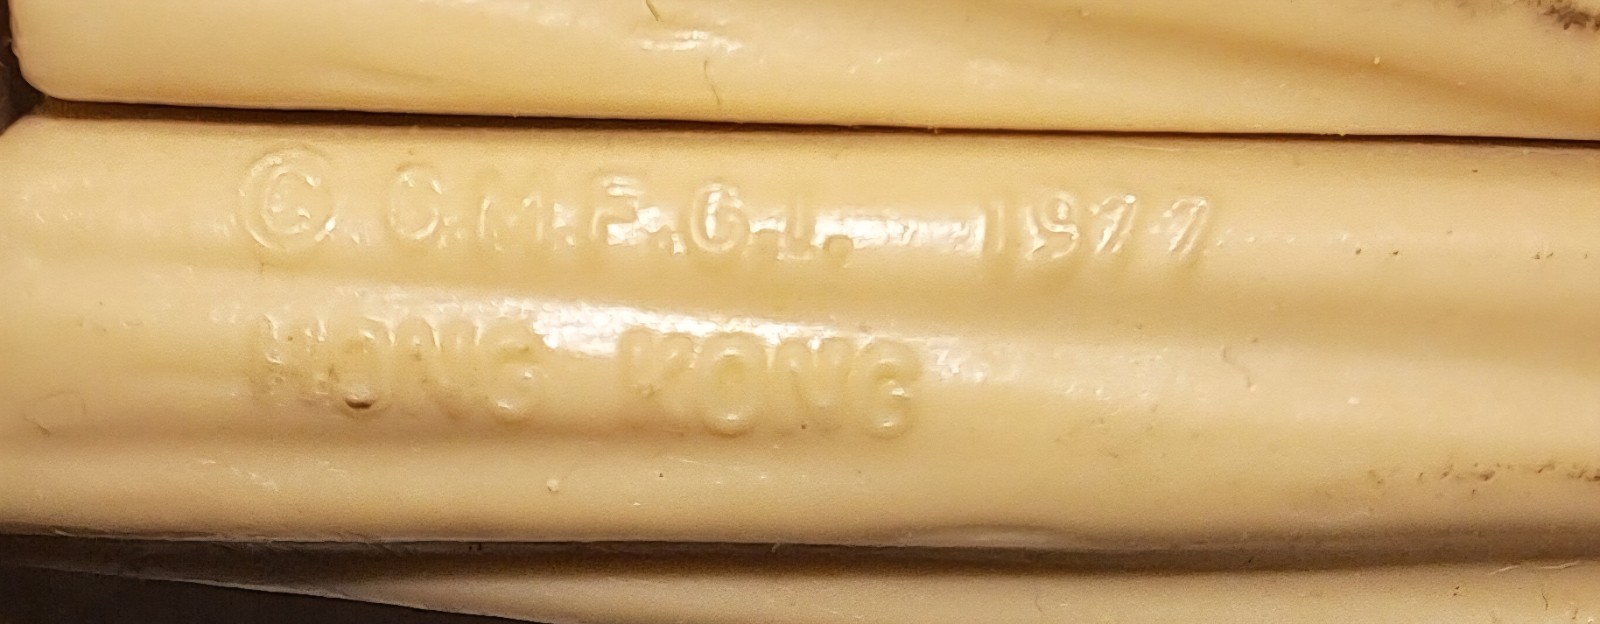 © G.M.F.G.I. 1977
HONG KONG